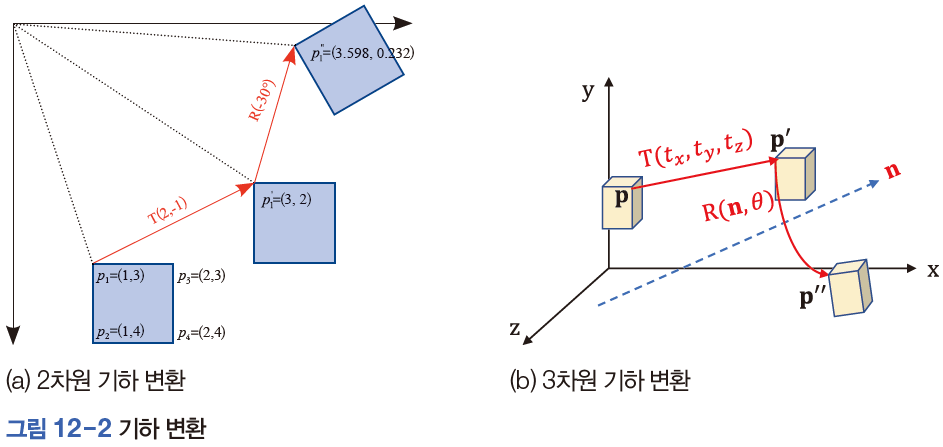 p₁''=(3.598, 0.232)
R(-30°)
T(2,-1)
p₁'=(3, 2)
p₁=(1,3)
p₃=(2,3)
p₂=(1,4)
p₄=(2,4)
(a) 2차원 기하 변환
y
T(tₓ, t_y, t_z)
p′
n
p
R(n, θ)
x
p′′
z
(b) 3차원 기하 변환
그림 12-2 기하 변환